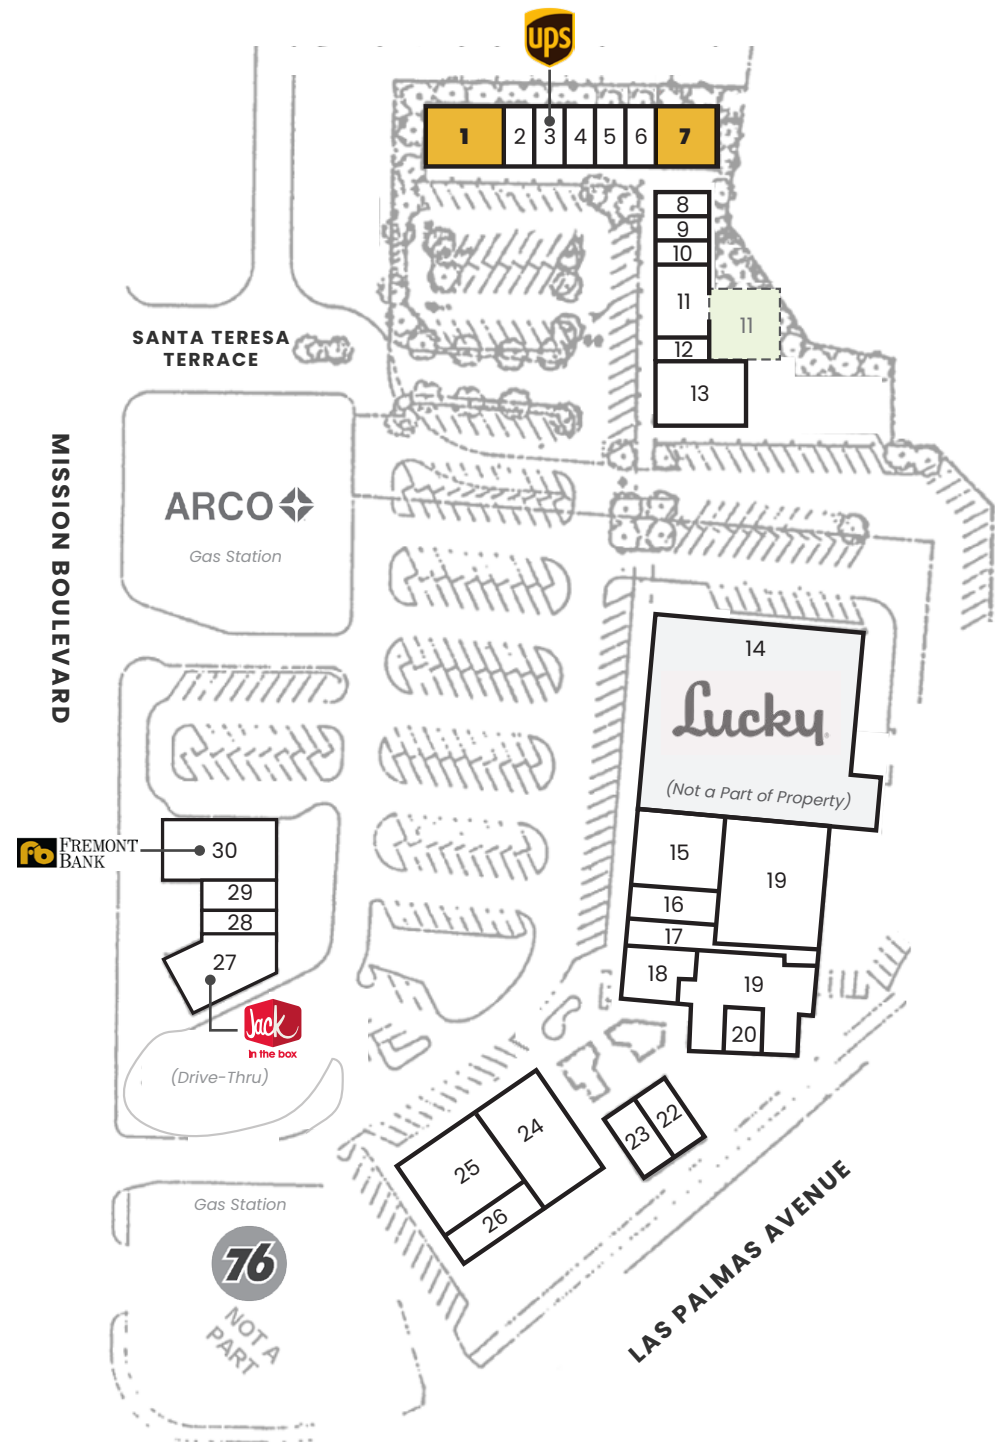 ups
1
2
3
4
5
6
7
8
9
10
11
11
12
13
SANTA TERESA
TERRACE
MISSION BOULEVARD
ARCO
Gas Station
14
Lucky
(Not a Part of Property)
15
19
16
17
18
19
20
FREMONT
BANK
30
29
28
27
Jack
in the box
(Drive-Thru)
24
25
26
22
23
LAS PALMAS AVENUE
Gas Station
76
NOT A
PART